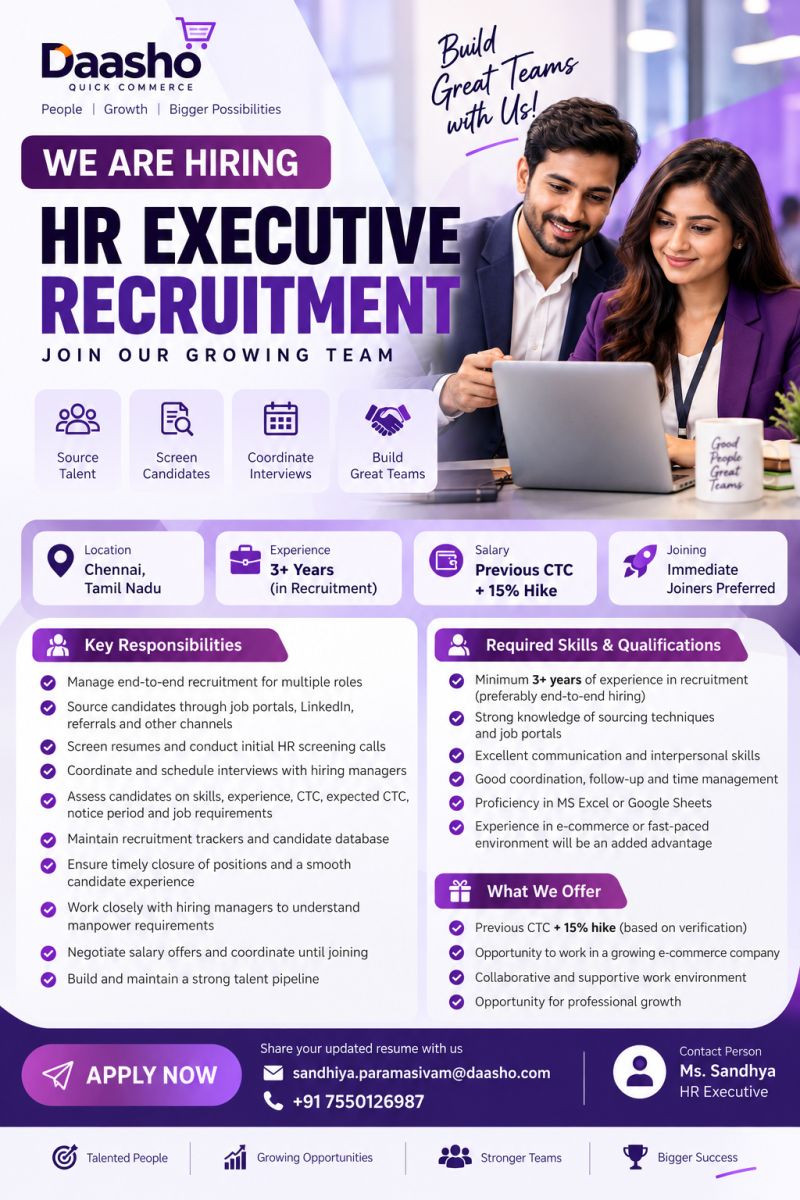 Daasho
QUICK COMMERCE
People | Growth | Bigger Possibilities
Build
Great Teams
with Us!
WE ARE HIRING
HR EXECUTIVE
RECRUITMENT
JOIN OUR GROWING TEAM
Source
Talent
Screen
Candidates
Coordinate
Interviews
Build
Great Teams
Good
People
Great
Teams
Location
Chennai,
Tamil Nadu
Experience
3+ Years
(in Recruitment)
Salary
Previous CTC
+ 15% Hike
Joining
Immediate
Joiners Preferred
Key Responsibilities
Manage end-to-end recruitment for multiple roles
Source candidates through job portals, LinkedIn,
referrals and other channels
Screen resumes and conduct initial HR screening calls
Coordinate and schedule interviews with hiring managers
Assess candidates on skills, experience, CTC, expected CTC,
notice period and job requirements
Maintain recruitment trackers and candidate database
Ensure timely closure of positions and a smooth
candidate experience
Work closely with hiring managers to understand
manpower requirements
Negotiate salary offers and coordinate until joining
Build and maintain a strong talent pipeline
Required Skills & Qualifications
Minimum 3+ years of experience in recruitment
(preferably end-to-end hiring)
Strong knowledge of sourcing techniques
and job portals
Excellent communication and interpersonal skills
Good coordination, follow-up and time management
Proficiency in MS Excel or Google Sheets
Experience in e-commerce or fast-paced
environment will be an added advantage
What We Offer
Previous CTC + 15% hike (based on verification)
Opportunity to work in a growing e-commerce company
Collaborative and supportive work environment
Opportunity for professional growth
APPLY NOW
Share your updated resume with us
sandhiya.paramasivam@daasho.com
+91 7550126987
Contact Person
Ms. Sandhya
HR Executive
Talented People
Growing Opportunities
Stronger Teams
Bigger Success